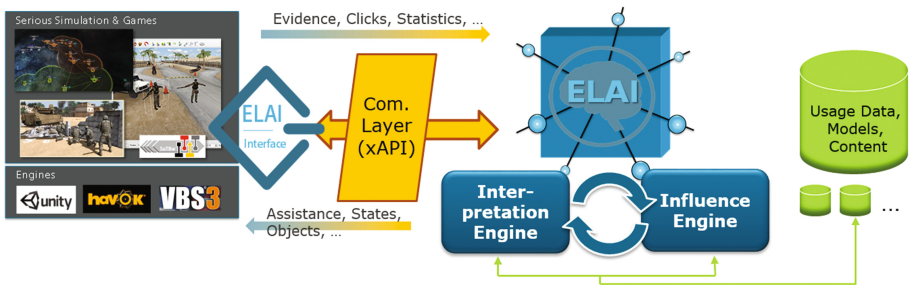 Serious Simulation & Games
Evidence, Clicks, Statistics, ...
ELAI
Interface
Com.
Layer
(xAPI)
ELAI
Usage Data,
Models,
Content
...
Engines
unity
havok
VBS3
Assistance, States,
Objects, ...
Inter-
pretation
Engine
Influence
Engine